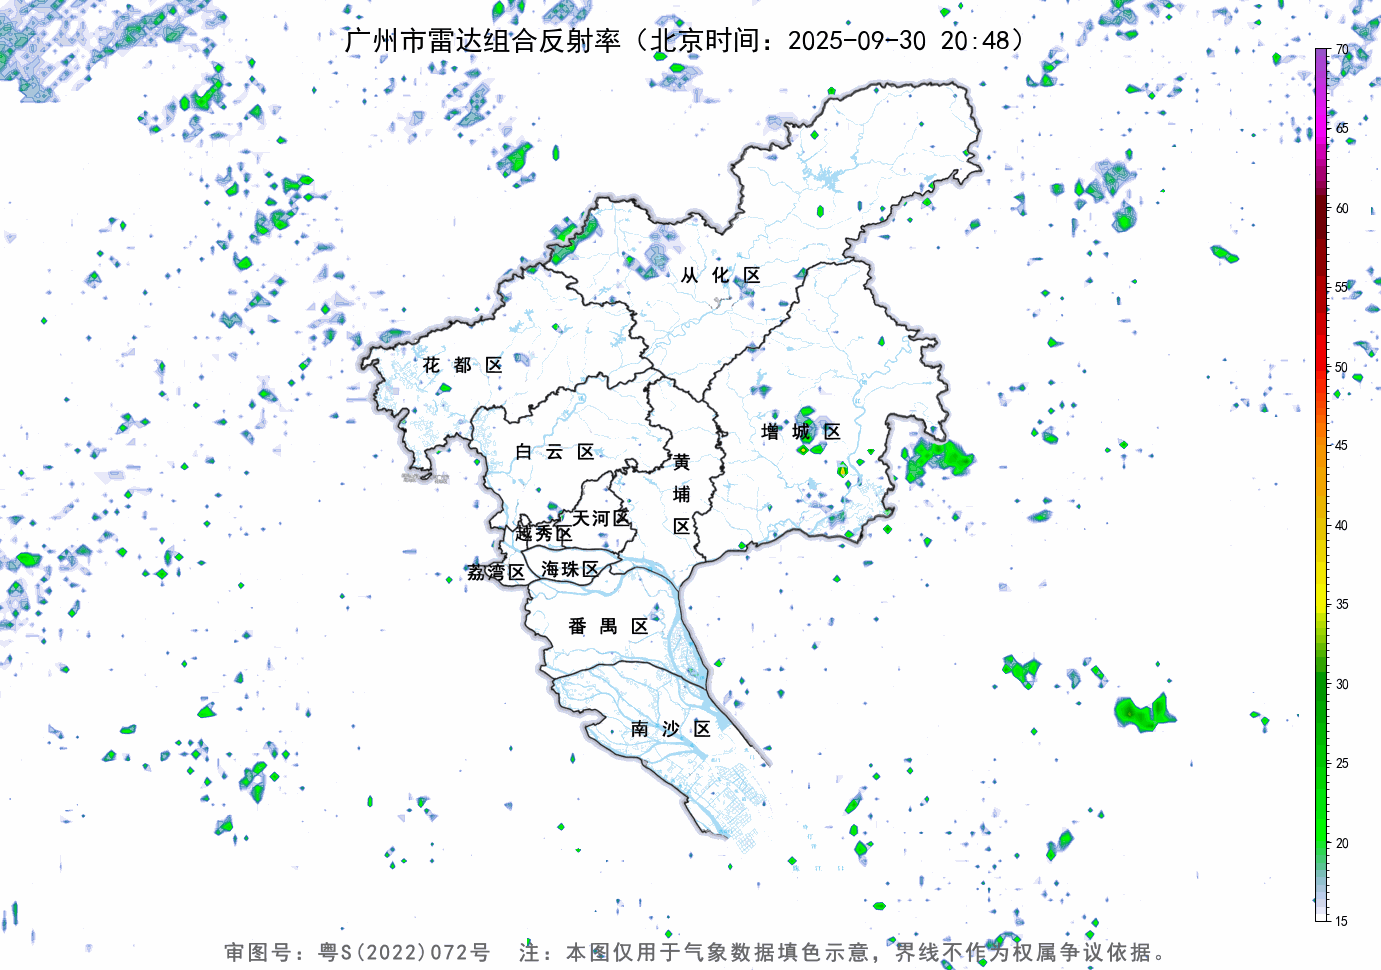 广州市雷达组合反射率（北京时间：2025-09-30 20:48）
70
65
60
55
50
45
40
35
30
25
20
15
从化区
花都区
增城区
白云区
黄埔区
天河区
越秀区
海珠区
荔湾区
番禺区
南沙区
审图号：粤S(2022)072号 注：本图仅用于气象数据填色示意，界线不作为权属争议依据。